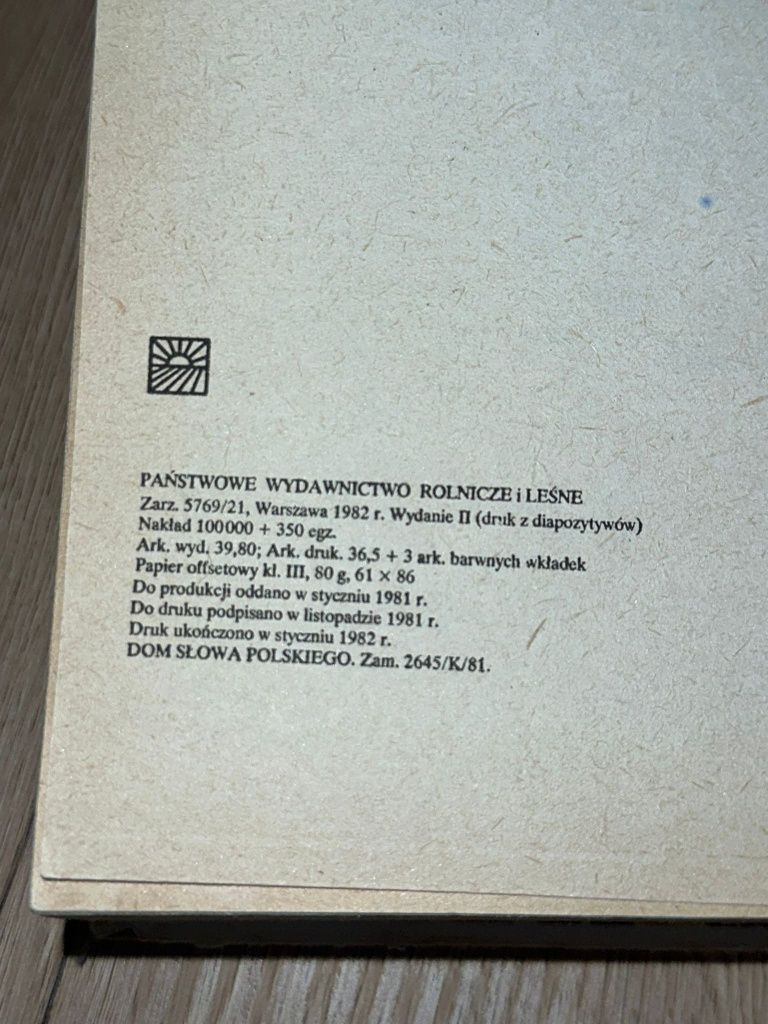 PAŃSTWOWE WYDAWNICTWO ROLNICZE i LEŚNE
Zarz. 5769/21, Warszawa 1982 r. Wydanie II (druk z diapozytywów)
Nakład 100000 + 350 egz.
Ark. wyd. 39,80; Ark. druk. 36,5 + 3 ark. barwnych wkładek
Papier offsetowy kl. III, 80 g, 61 × 86
Do produkcji oddano w styczniu 1981 r.
Do druku podpisano w listopadzie 1981 r.
Druk ukończono w styczniu 1982 r.
DOM SŁOWA POLSKIEGO. Zam. 2645/K/81.